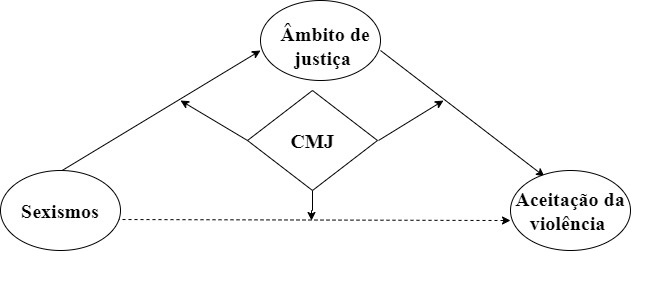 Âmbito de
justiça
CMJ
Sexismos
Aceitação da
violência